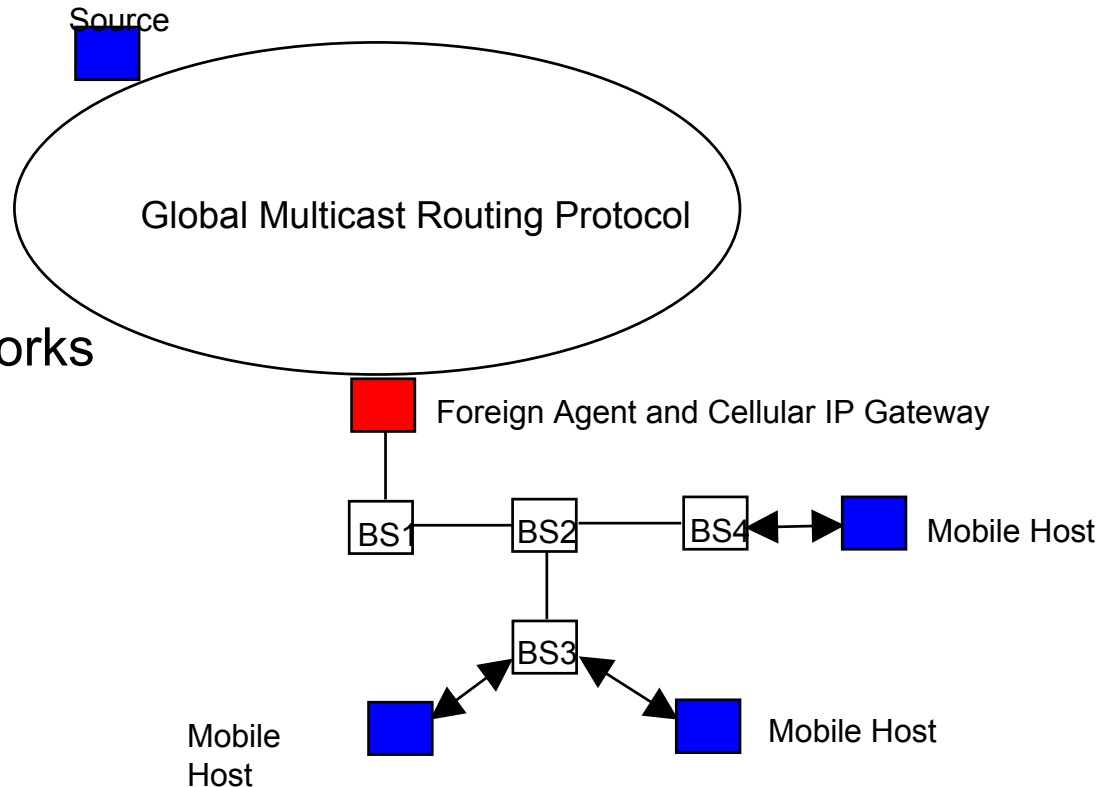 Source
Global Multicast Routing Protocol
orks
Foreign Agent and Cellular IP Gateway
BS1
BS2
BS4
Mobile Host
BS3
Mobile
Host
Mobile Host